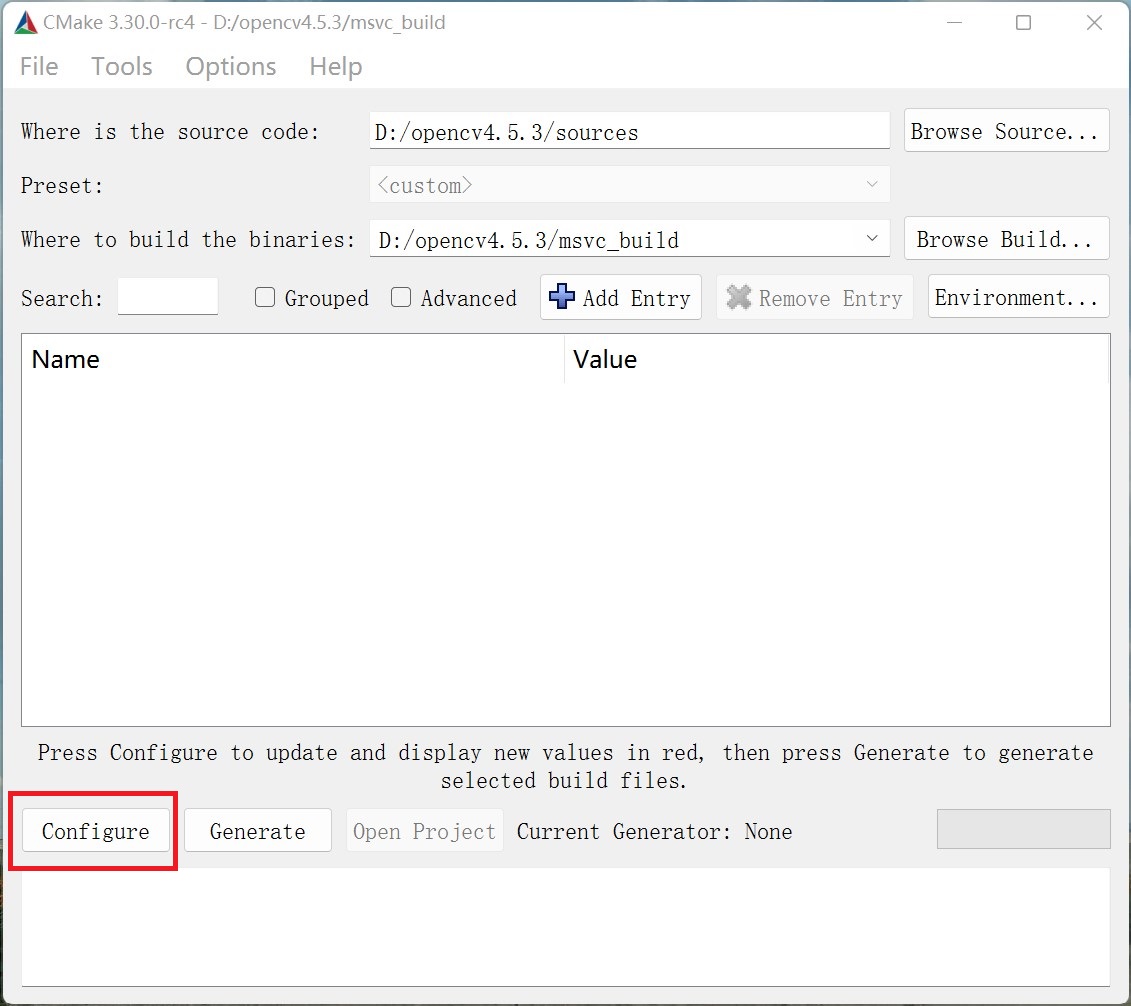 CMake 3.30.0-rc4 - D:/opencv4.5.3/msvc_build
File Tools Options Help
Where is the source code: D:/opencv4.5.3/sources Browse Source...
Preset: <custom>
Where to build the binaries: D:/opencv4.5.3/msvc_build Browse Build...
Search: Grouped Advanced Add Entry Remove Entry Environment...
Name Value
Press Configure to update and display new values in red, then press Generate to generate
selected build files.
Configure Generate Open Project Current Generator: None